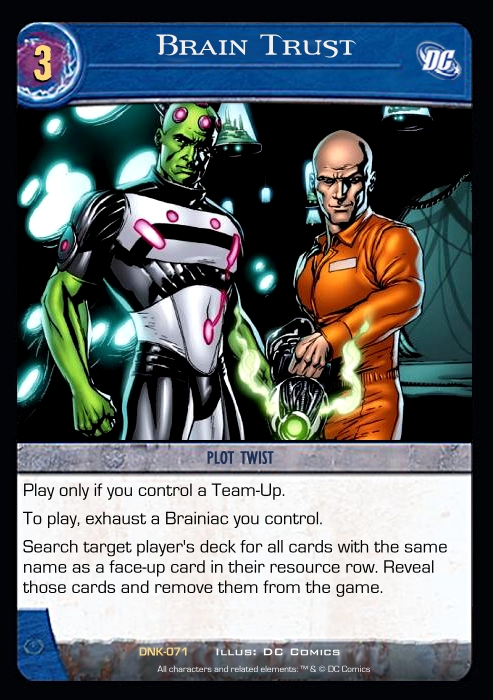 3
BRAIN TRUST
DC
PLOT TWIST
Play only if you control a Team-Up.
To play, exhaust a Brainiac you control.
Search target player's deck for all cards with the same
name as a face-up card in their resource row. Reveal
those cards and remove them from the game.
DNK-071 ILLUS: DC COMICS
All characters and related elements: ™ & © DC Comics